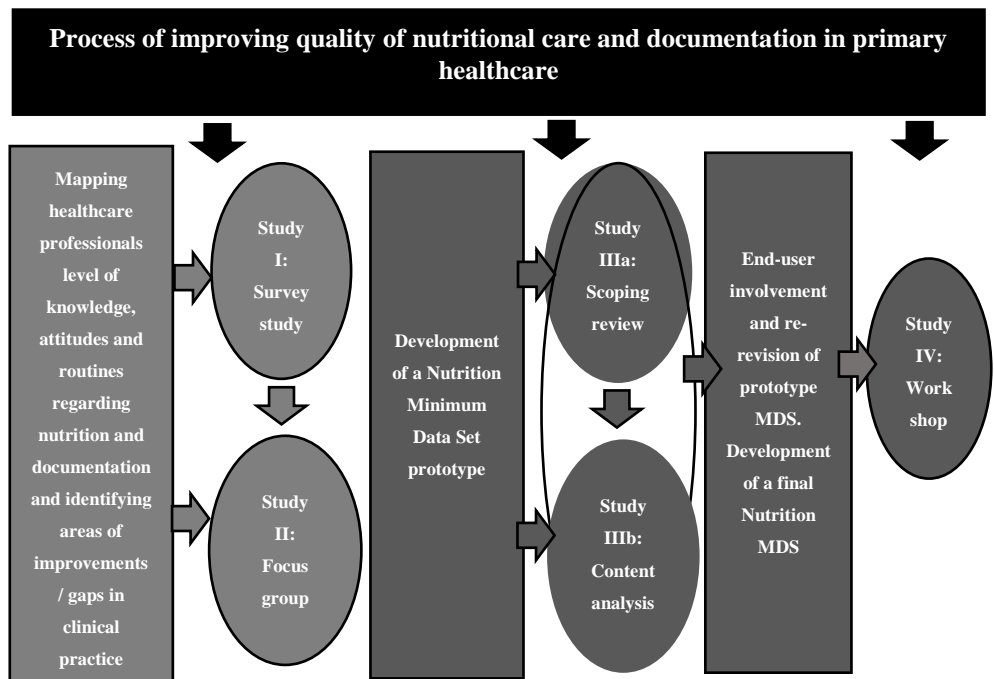 Process of improving quality of nutritional care and documentation in primary
healthcare
Mapping
healthcare
professionals
level of
knowledge,
attitudes and
routines
regarding
nutrition and
documentation
and identifying
areas of
improvements
/ gaps in
clinical
practice
Study
I:
Survey
study
Study
II:
Focus
group
Development
of a Nutrition
Minimum
Data Set
prototype
Study
IIIa:
Scoping
review
Study
IIIb:
Content
analysis
End-user
involvement
and re-
revision of
prototype
MDS.
Development
of a final
Nutrition
MDS
Study
IV:
Work
shop